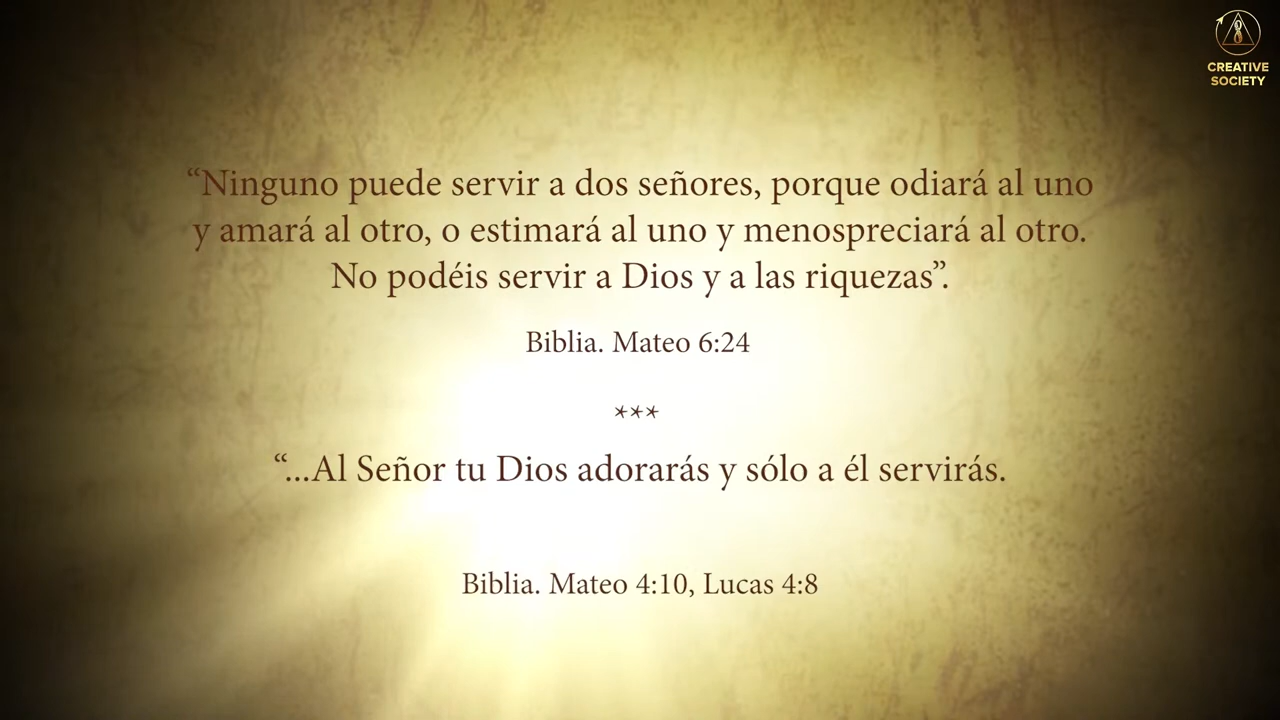 CREATIVE
SOCIETY
“Ninguno puede servir a dos señores, porque odiará al uno
y amará al otro, o estimará al uno y menospreciará al otro.
No podéis servir a Dios y a las riquezas”.
Biblia. Mateo 6:24
***
“...Al Señor tu Dios adorarás y sólo a él servirás.
Biblia. Mateo 4:10, Lucas 4:8